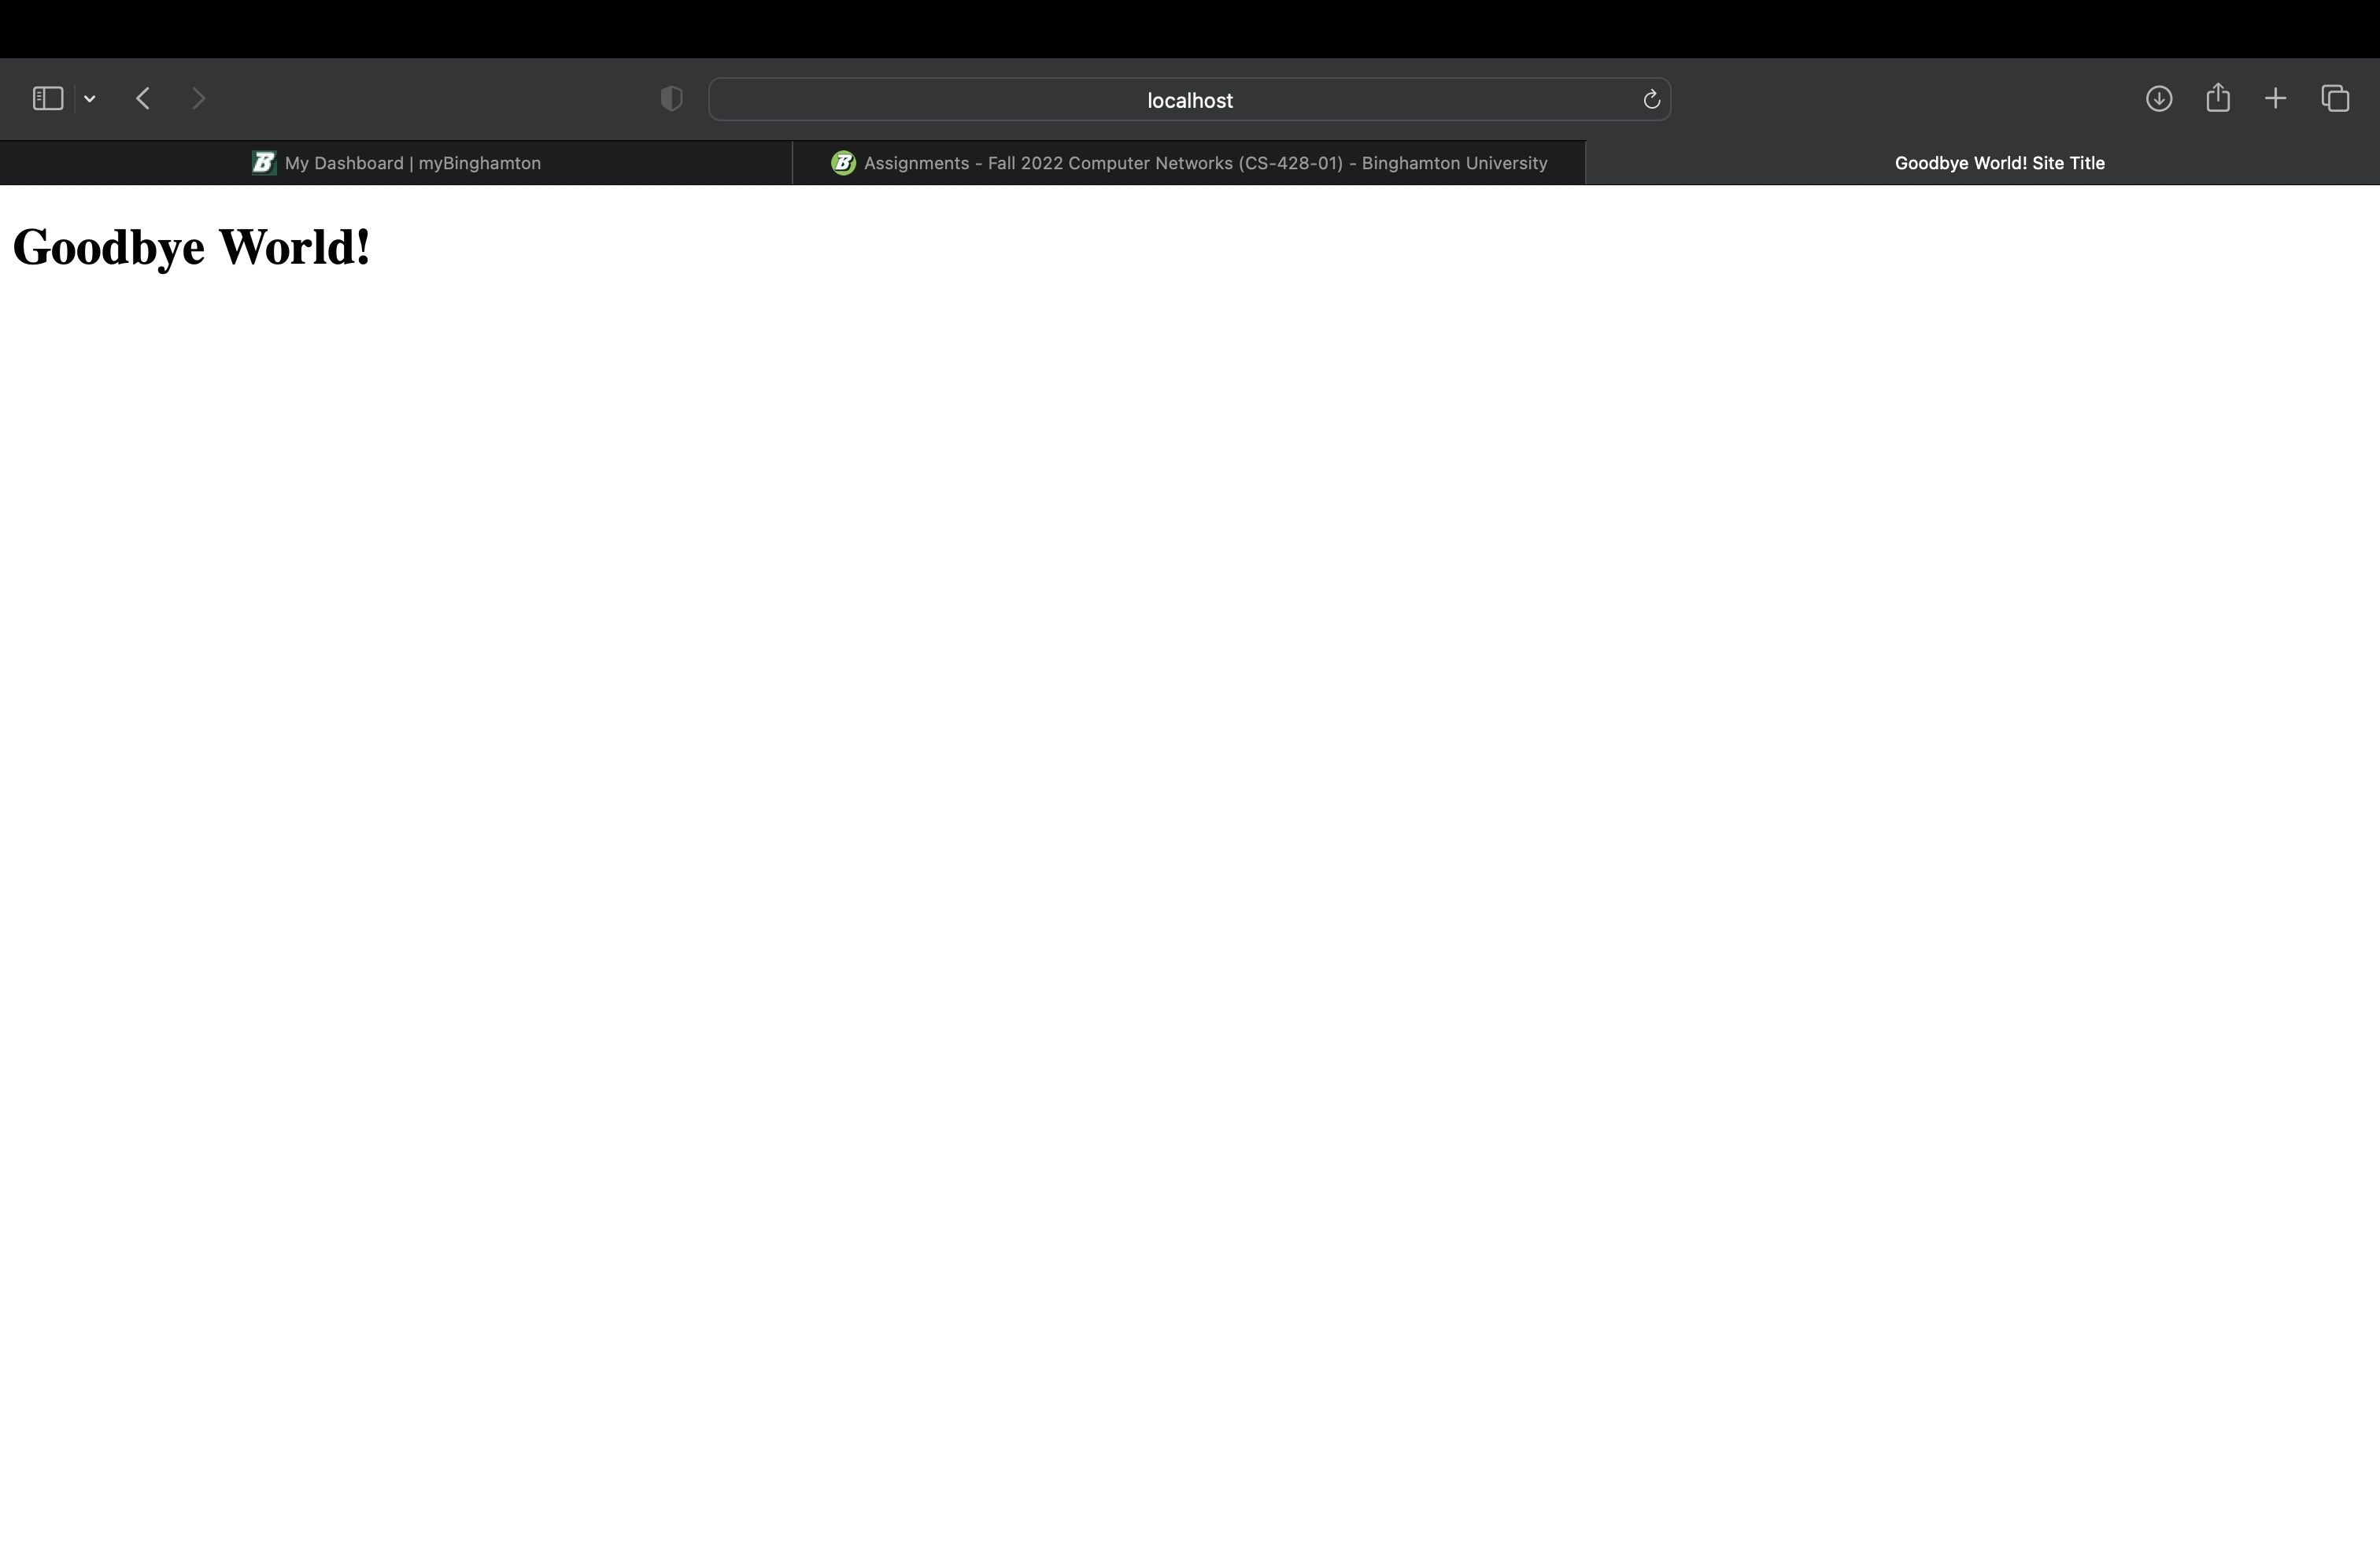 localhost
My Dashboard | myBinghamton
Assignments - Fall 2022 Computer Networks (CS-428-01) - Binghamton University
Goodbye World! Site Title
Goodbye World!